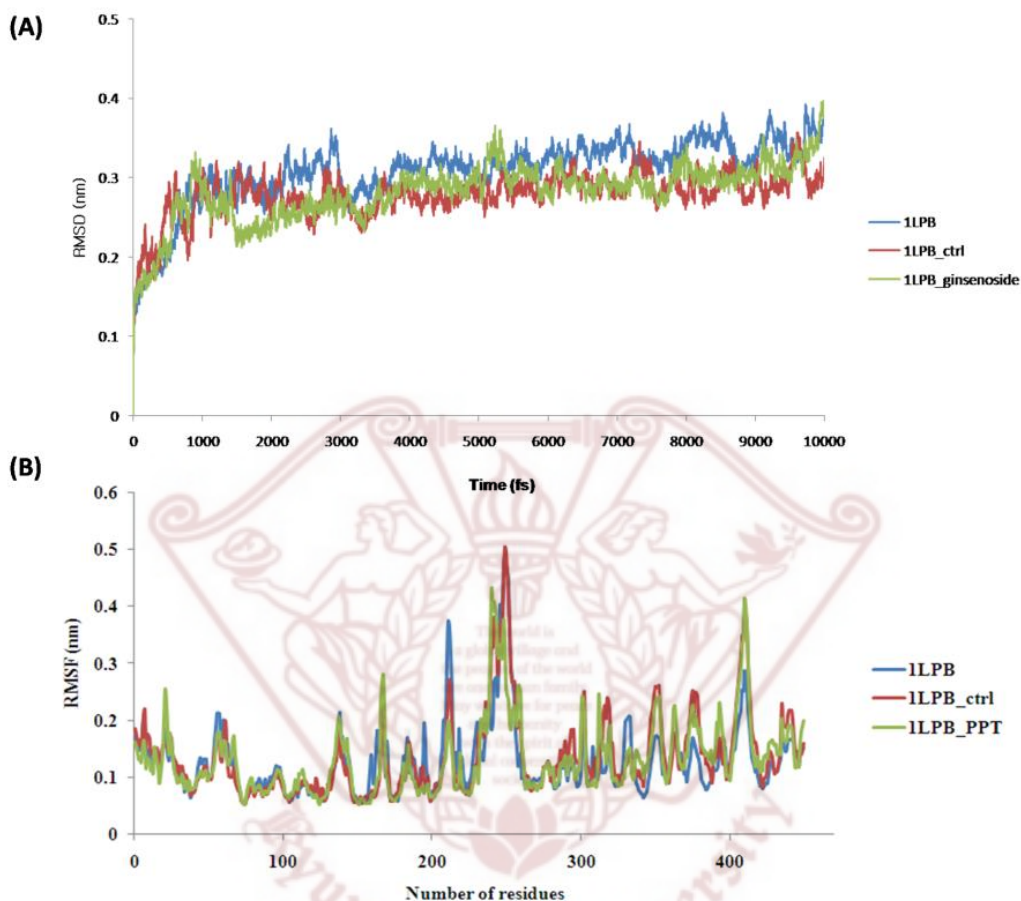 (A)
0.5
0.4
0.3
0.2
0.1
0
RMSD (nm)
0 1000 2000 3000 4000 5000 6000 7000 8000 9000 10000
Time (fs)
1LPB
1LPB_ctrl
1LPB_ginsenoside
(B)
0.6
0.5
0.4
0.3
0.2
0.1
0
RMSF (nm)
0 100 200 300 400
Number of residues
1LPB
1LPB_ctrl
1LPB_PPT